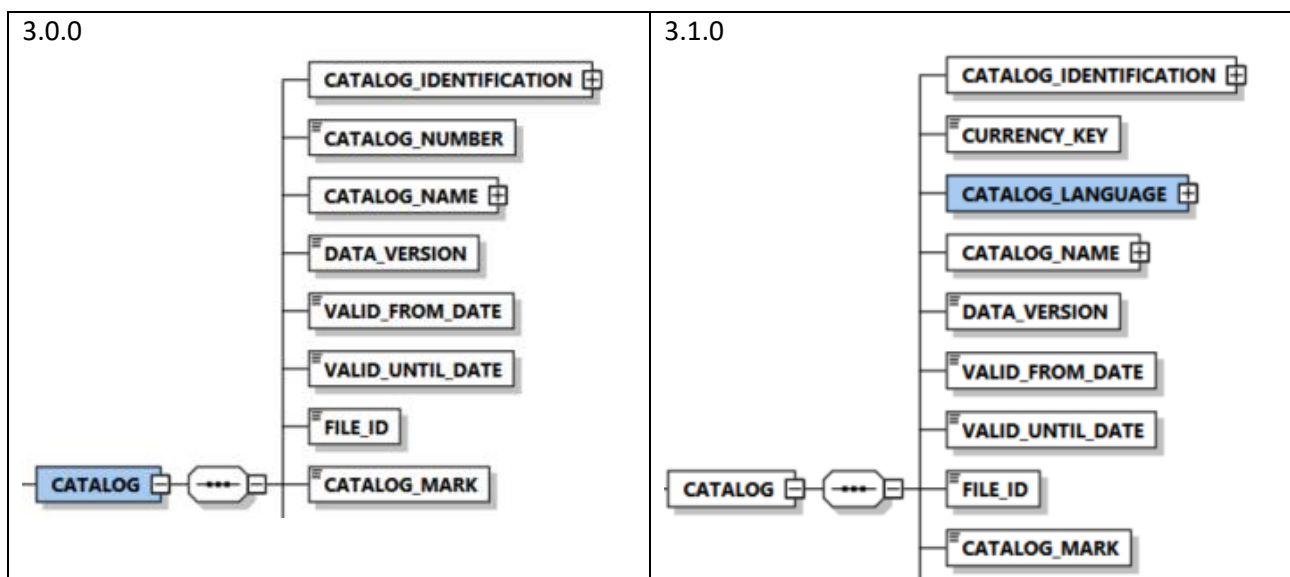 3.0.0
CATALOG_IDENTIFICATION
CATALOG_NUMBER
CATALOG_NAME
DATA_VERSION
VALID_FROM_DATE
VALID_UNTIL_DATE
FILE_ID
CATALOG
CATALOG_MARK
3.1.0
CATALOG_IDENTIFICATION
CURRENCY_KEY
CATALOG_LANGUAGE
CATALOG_NAME
DATA_VERSION
VALID_FROM_DATE
VALID_UNTIL_DATE
CATALOG
FILE_ID
CATALOG_MARK